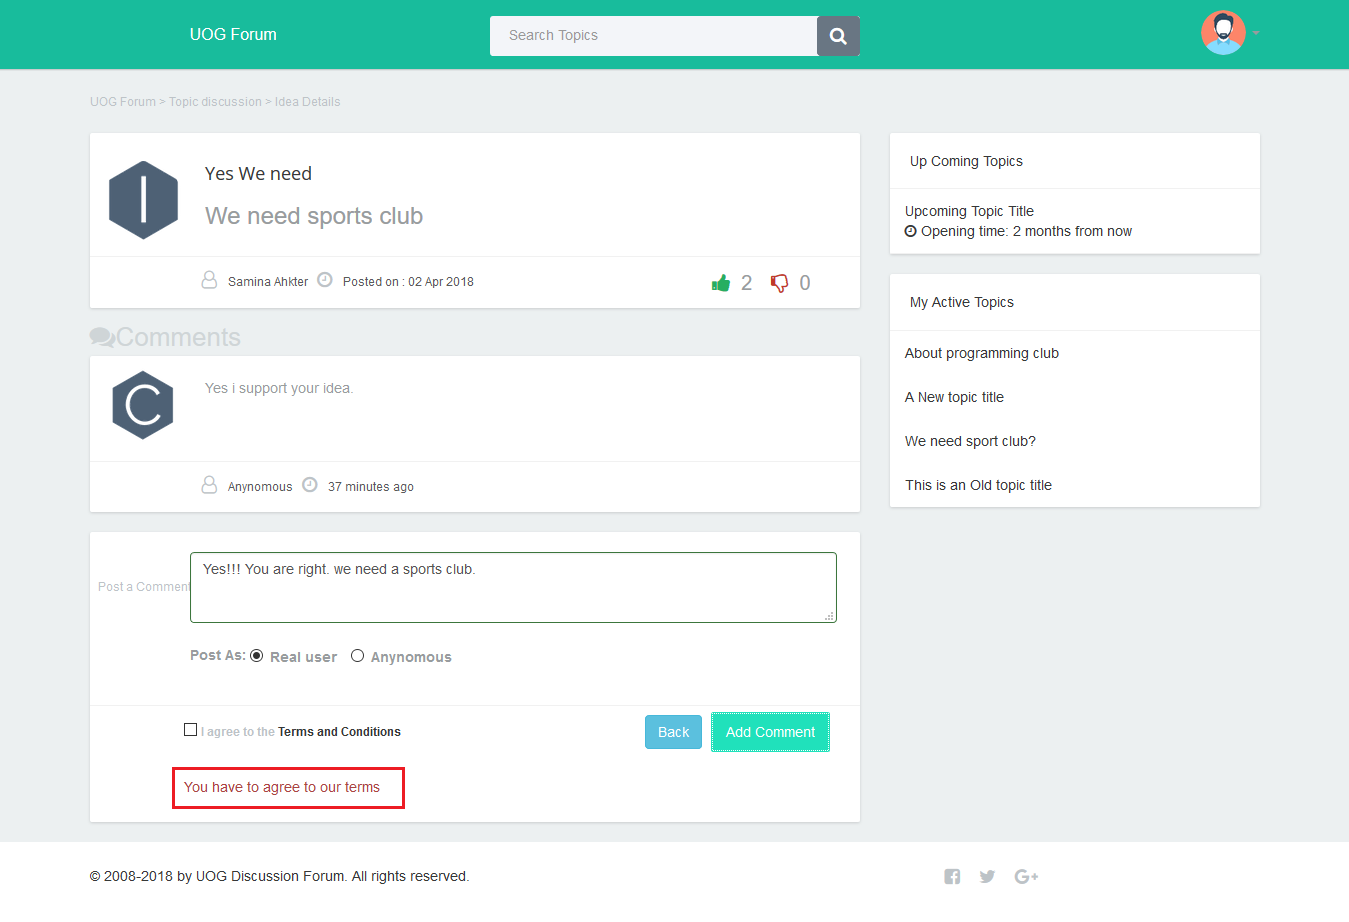 UOG Forum
Search Topics
UOG Forum > Topic discussion > Idea Details
I
Yes We need
We need sports club
Samina Ahkter Posted on : 02 Apr 2018
2 0
Comments
C
Yes i support your idea.
Anynomous 37 minutes ago
Post a Comment
Yes!!! You are right. we need a sports club.
Post As: Real user Anynomous
I agree to the Terms and Conditions
Back Add Comment
You have to agree to our terms
Up Coming Topics
Upcoming Topic Title
Opening time: 2 months from now
My Active Topics
About programming club
A New topic title
We need sport club?
This is an Old topic title
© 2008-2018 by UOG Discussion Forum. All rights reserved.
G+